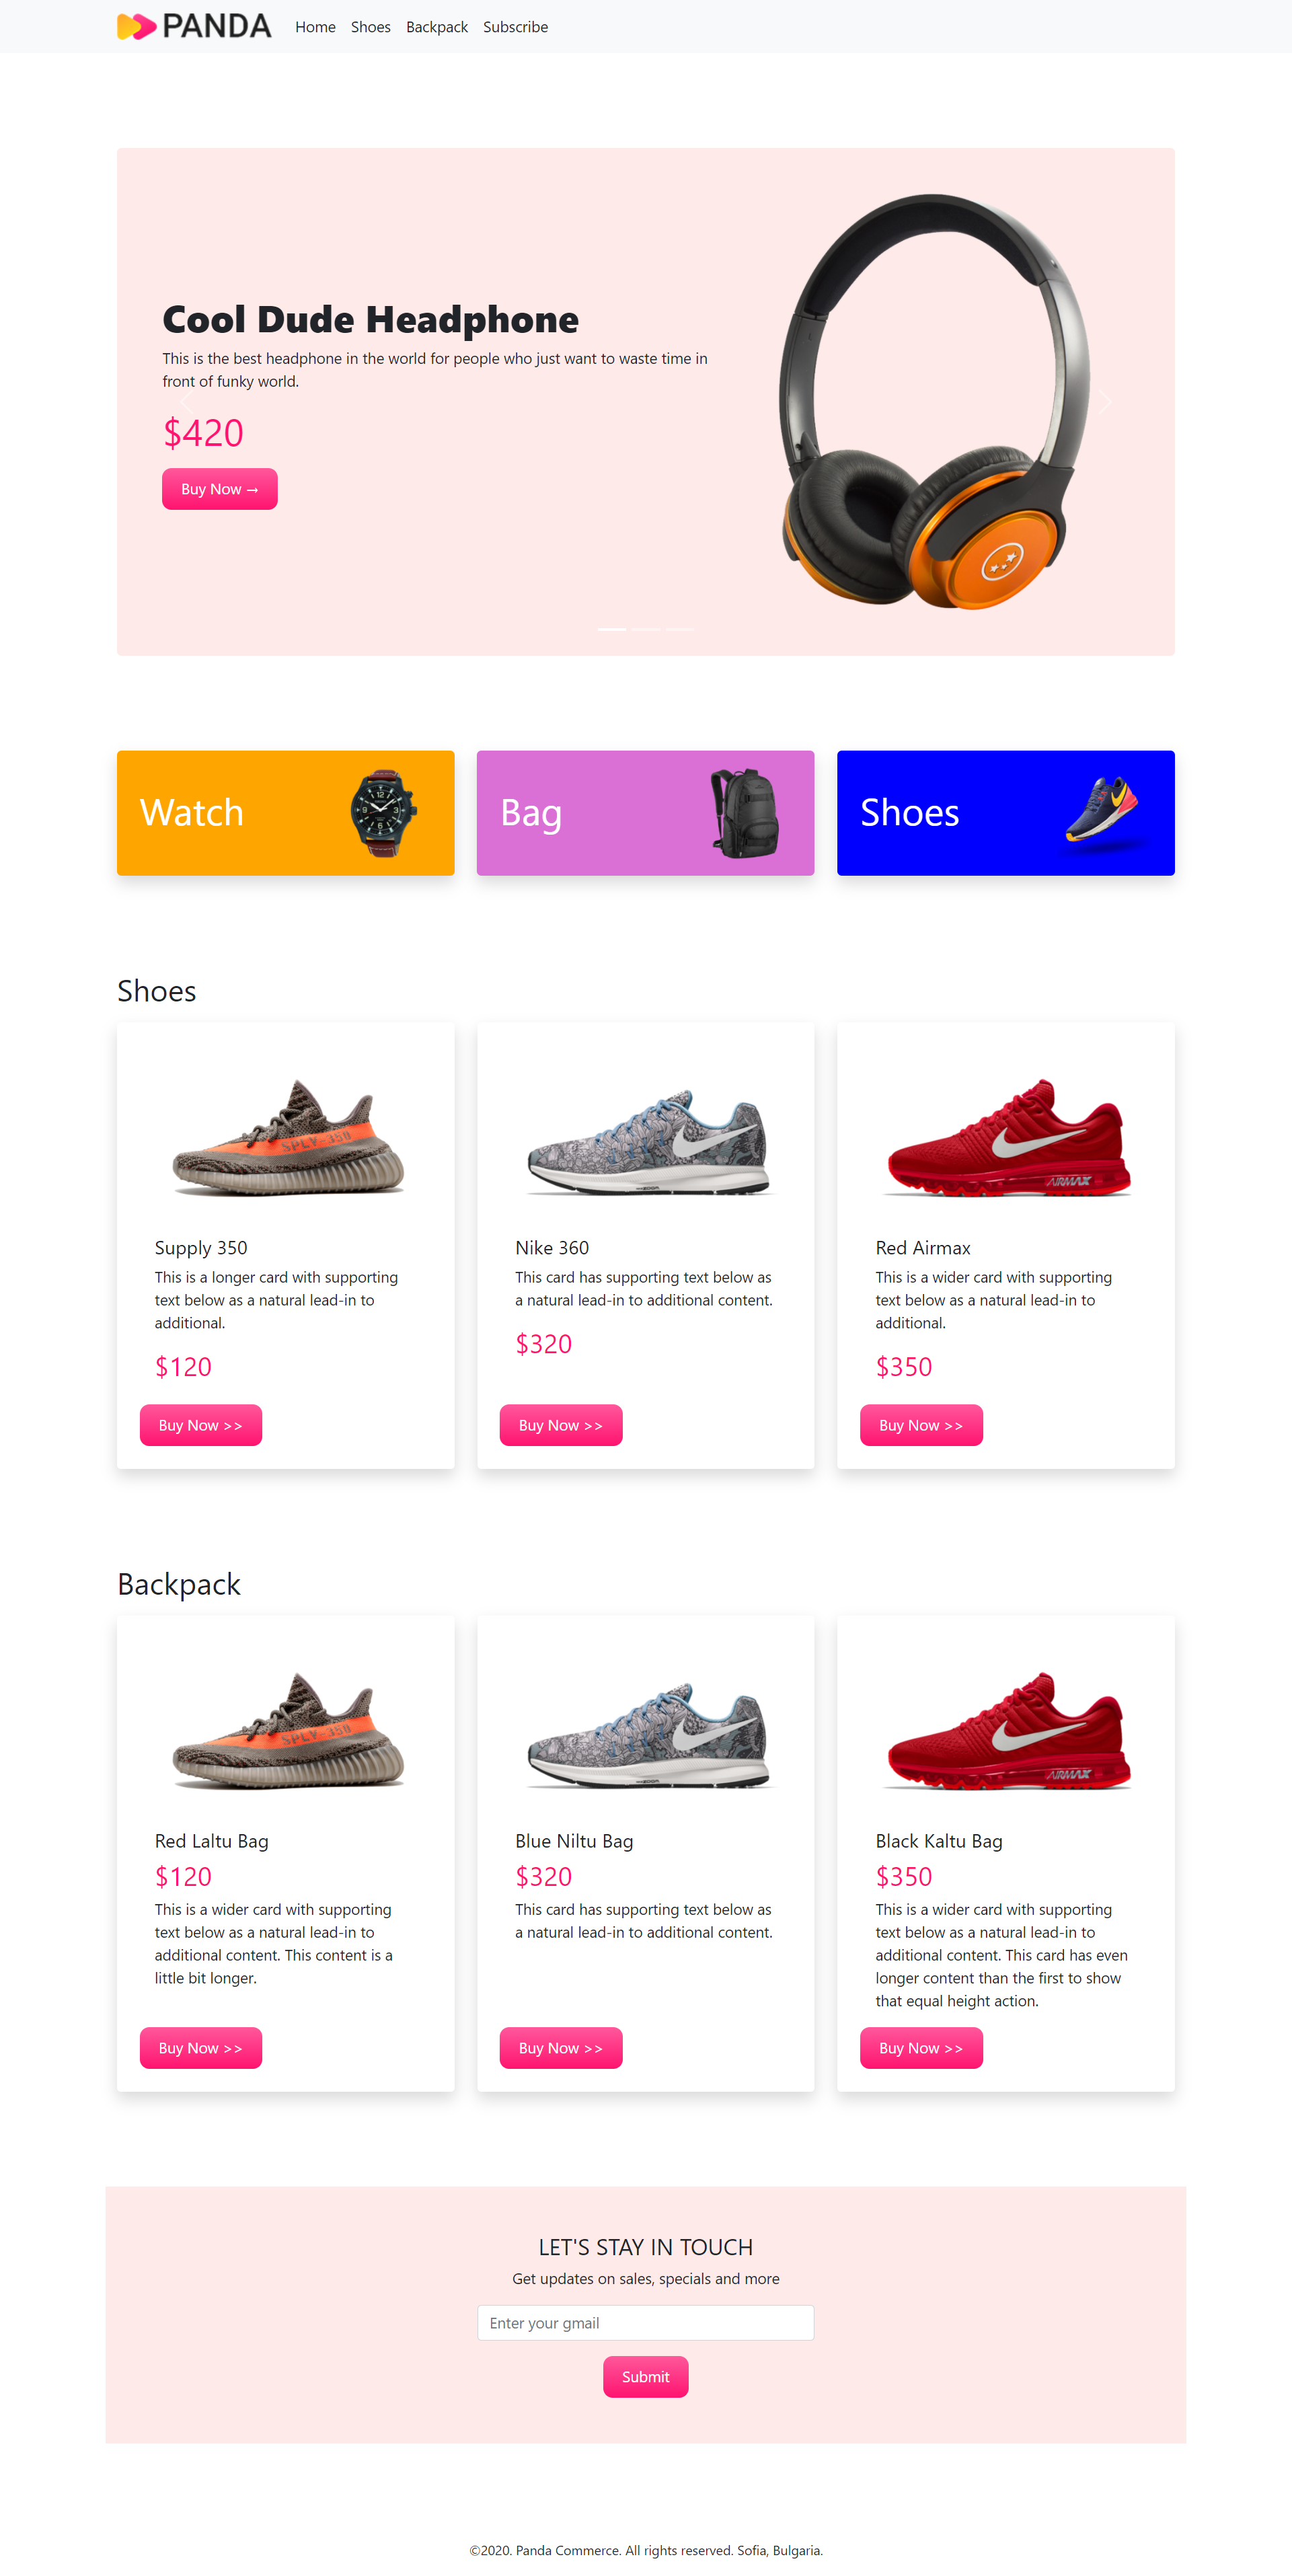 PANDA
Home Shoes Backpack Subscribe
Cool Dude Headphone
This is the best headphone in the world for people who just want to waste time in
front of funky world.
$420
Buy Now →
Watch
Bag
Shoes
Shoes
SPLY-350
AIRMAX
Supply 350
This is a longer card with supporting
text below as a natural lead-in to
additional.
$120
Buy Now >>
Nike 360
This card has supporting text below as
a natural lead-in to additional content.
$320
Buy Now >>
Red Airmax
This is a wider card with supporting
text below as a natural lead-in to
additional.
$350
Buy Now >>
Backpack
SPLY-350
AIRMAX
Red Laltu Bag
$120
This is a wider card with supporting
text below as a natural lead-in to
additional content. This content is a
little bit longer.
Buy Now >>
Blue Niltu Bag
$320
This card has supporting text below as
a natural lead-in to additional content.
Buy Now >>
Black Kaltu Bag
$350
This is a wider card with supporting
text below as a natural lead-in to
additional content. This card has even
longer content than the first to show
that equal height action.
Buy Now >>
LET'S STAY IN TOUCH
Get updates on sales, specials and more
Enter your gmail
Submit
©2020. Panda Commerce. All rights reserved. Sofia, Bulgaria.